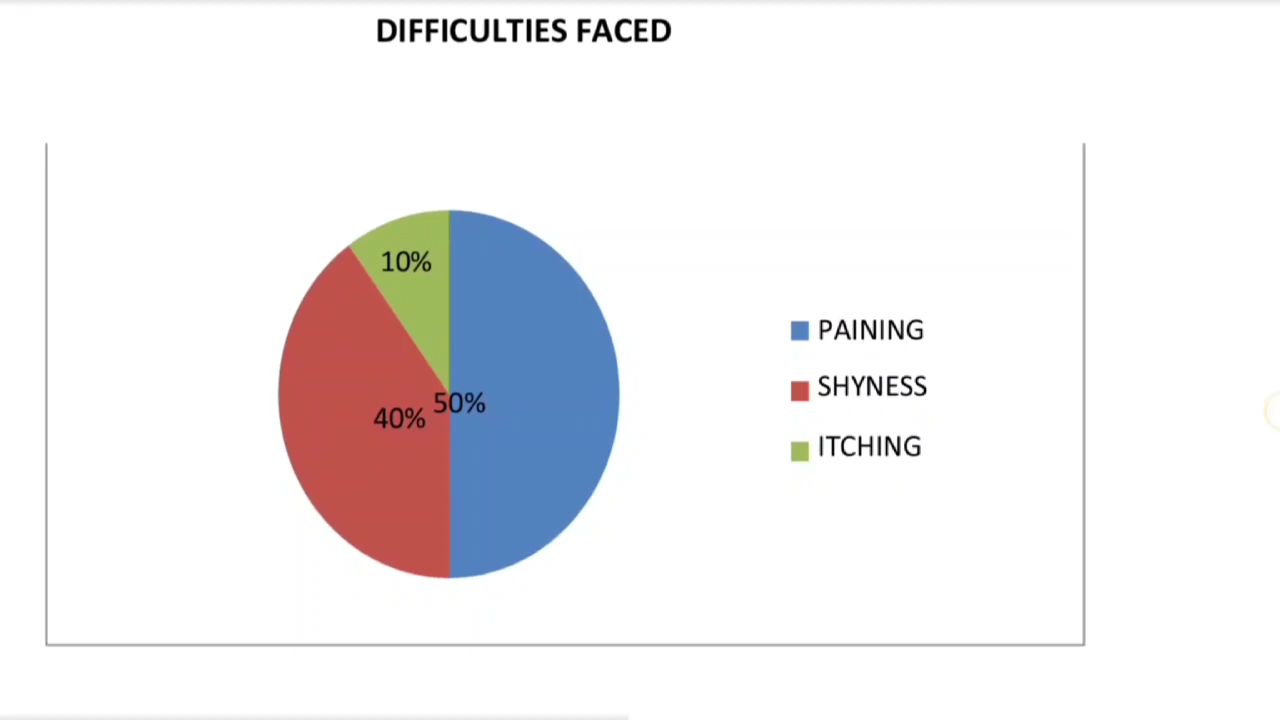 DIFFICULTIES FACED
10%
40%
50%
PAINING
SHYNESS
ITCHING